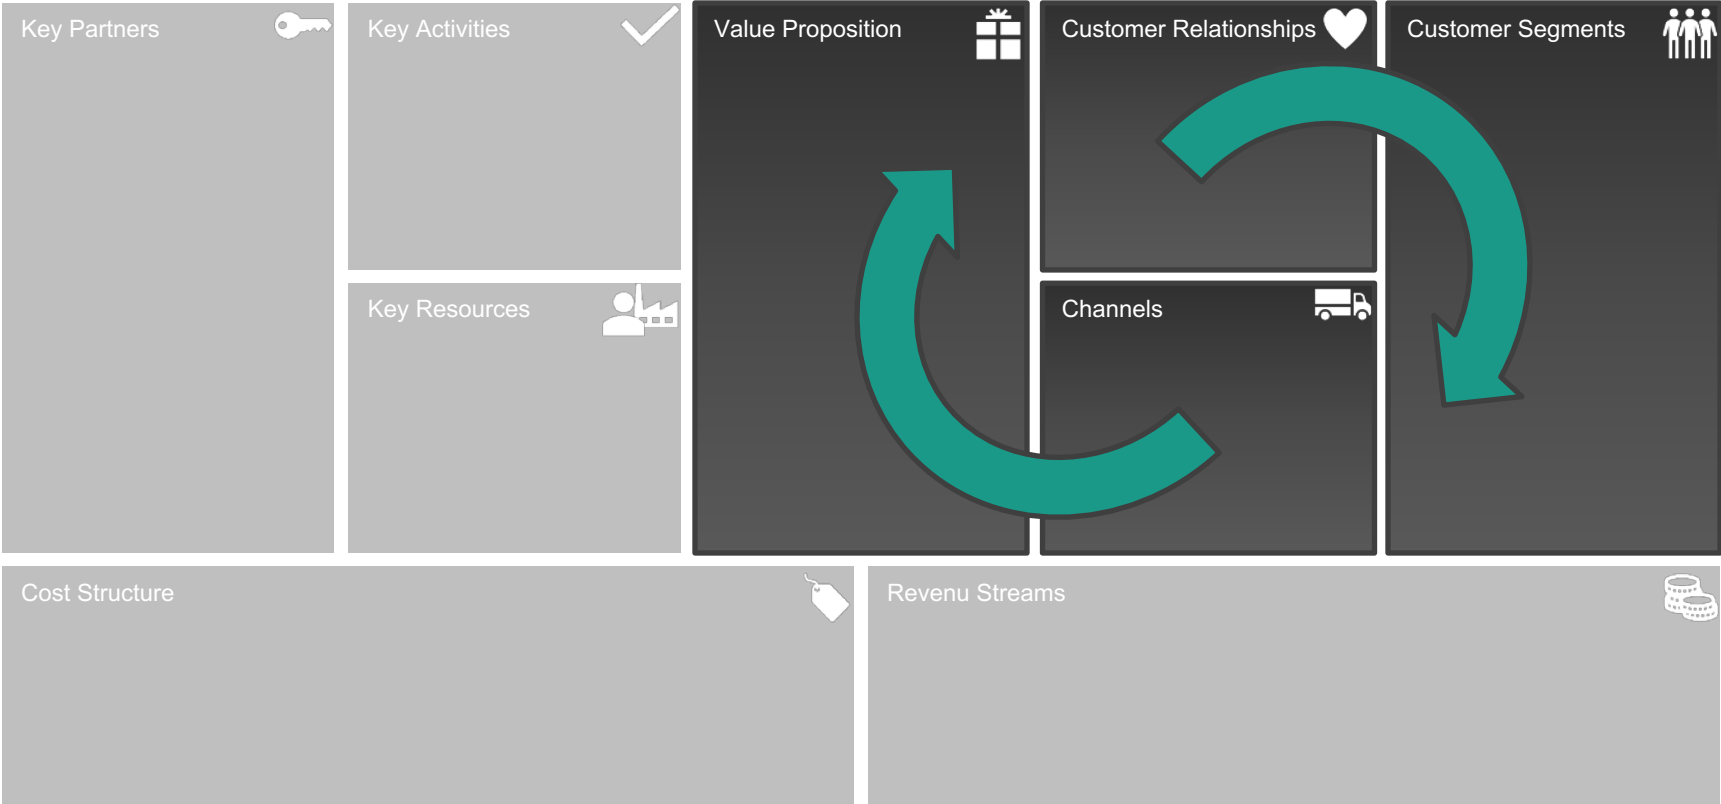 Key Partners
Key Activities
Value Proposition
Customer Relationships
Customer Segments
Key Resources
Channels
Cost Structure
Revenu Streams